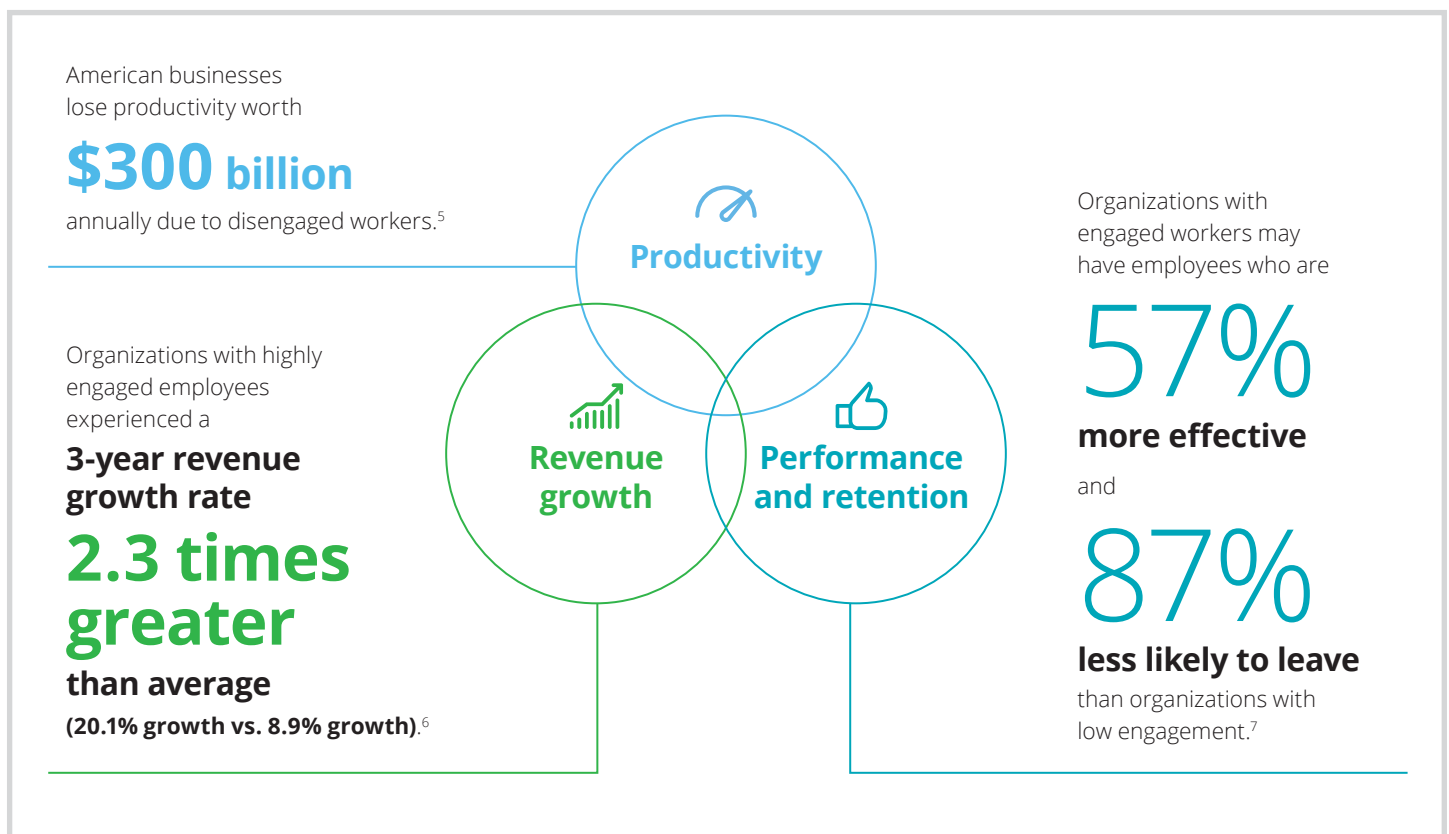 American businesses
lose productivity worth
$300 billion
annually due to disengaged workers.5
Organizations with highly
engaged employees
experienced a
3-year revenue
growth rate
2.3 times
greater
than average
(20.1% growth vs. 8.9% growth).6
Productivity
Revenue
growth
Performance
and retention
Organizations with
engaged workers may
have employees who are
57%
more effective
and
87%
less likely to leave
than organizations with
low engagement.7